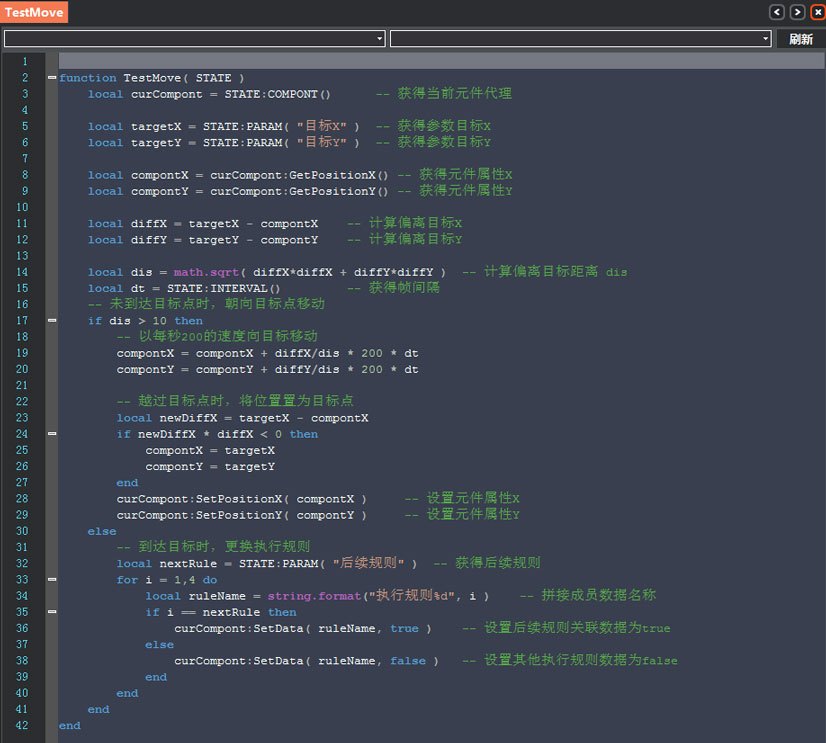 TestMove
刷新
1
2 function TestMove( STATE )
3 local curCompont = STATE:COMPONT() -- 获得当前元件代理
4
5 local targetX = STATE:PARAM( "目标X" ) -- 获得参数目标X
6 local targetY = STATE:PARAM( "目标Y" ) -- 获得参数目标Y
7
8 local compontX = curCompont:GetPositionX() -- 获得元件属性X
9 local compontY = curCompont:GetPositionY() -- 获得元件属性Y
10
11 local diffX = targetX - compontX -- 计算偏离目标X
12 local diffY = targetY - compontY -- 计算偏离目标Y
13
14 local dis = math.sqrt( diffX*diffX + diffY*diffY ) -- 计算偏离目标距离 dis
15 local dt = STATE:INTERVAL() -- 获得帧间隔
16 -- 未到达目标点时，朝向目标点移动
17 if dis > 10 then
18 -- 以每秒200的速度向目标移动
19 compontX = compontX + diffX/dis * 200 * dt
20 compontY = compontY + diffY/dis * 200 * dt
21
22 -- 越过目标点时，将位置置为目标点
23 local newDiffX = targetX - compontX
24 if newDiffX * diffX < 0 then
25 compontX = targetX
26 compontY = targetY
27 end
28 curCompont:SetPositionX( compontX ) -- 设置元件属性X
29 curCompont:SetPositionY( compontY ) -- 设置元件属性Y
30 else
31 -- 到达目标时，更换执行规则
32 local nextRule = STATE:PARAM( "后续规则" ) -- 获得后续规则
33 for i = 1,4 do
34 local ruleName = string.format("执行规则%d", i ) -- 拼接成员数据名称
35 if i == nextRule then
36 curCompont:SetData( ruleName, true ) -- 设置后续规则关联数据为true
37 else
38 curCompont:SetData( ruleName, false ) -- 设置其他执行规则数据为false
39 end
40 end
41 end
42 end